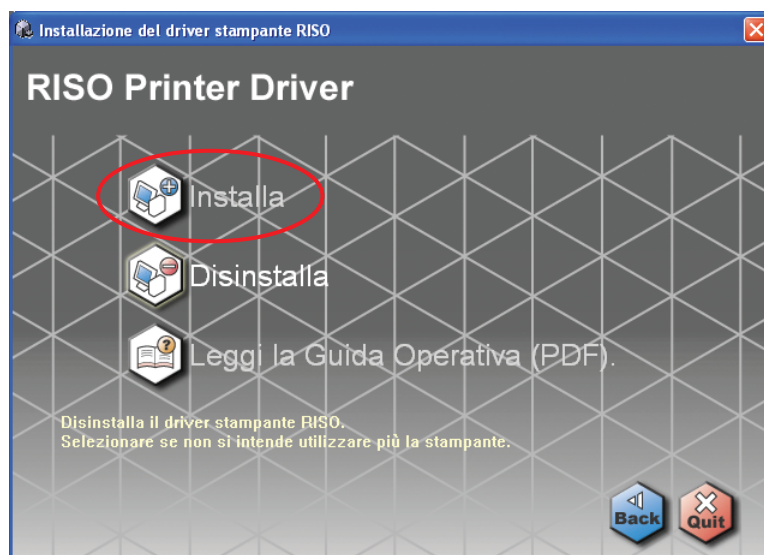 Installazione del driver stampante RISO
RISO Printer Driver
Installa
Disinstalla
Leggi la Guida Operativa (PDF).
Disinstalla il driver stampante RISO.
Selezionare se non si intende utilizzare più la stampante.
Back
Quit